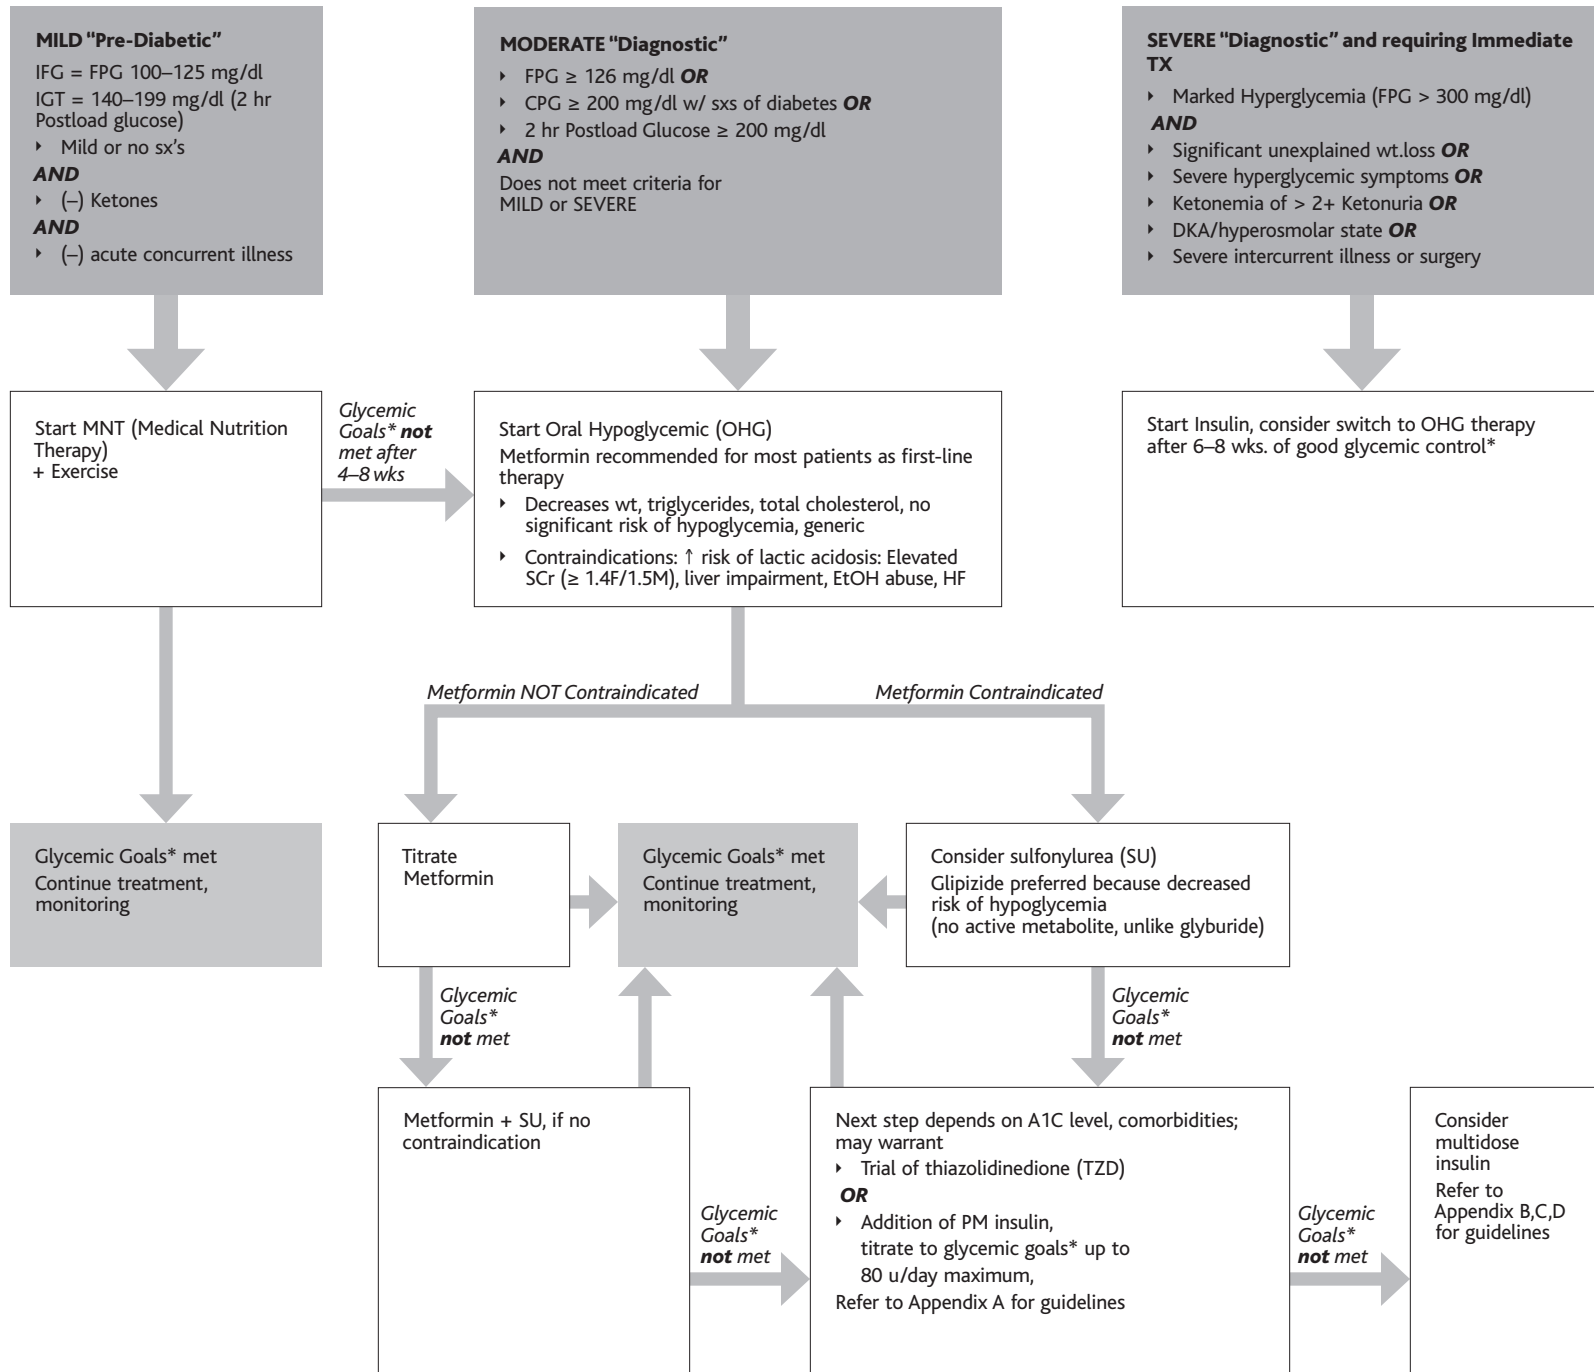 MILD “Pre-Diabetic”
IFG = FPG 100–125 mg/dl
IGT = 140–199 mg/dl (2 hr
Postload glucose)
‣ Mild or no sx's
AND
‣ (–) Ketones
AND
‣ (–) acute concurrent illness
MODERATE “Diagnostic”
‣ FPG ≥ 126 mg/dl OR
‣ CPG ≥ 200 mg/dl w/ sxs of diabetes OR
‣ 2 hr Postload Glucose ≥ 200 mg/dl
AND
Does not meet criteria for
MILD or SEVERE
SEVERE “Diagnostic” and requiring Immediate
TX
‣ Marked Hyperglycemia (FPG > 300 mg/dl)
AND
‣ Significant unexplained wt.loss OR
‣ Severe hyperglycemic symptoms OR
‣ Ketonemia of > 2+ Ketonuria OR
‣ DKA/hyperosmolar state OR
‣ Severe intercurrent illness or surgery
Start MNT (Medical Nutrition
Therapy)
+ Exercise
Glycemic
Goals* not
met after
4–8 wks
Start Oral Hypoglycemic (OHG)
Metformin recommended for most patients as first-line
therapy
‣ Decreases wt, triglycerides, total cholesterol, no
significant risk of hypoglycemia, generic
‣ Contraindications: ↑ risk of lactic acidosis: Elevated
SCr (≥ 1.4F/1.5M), liver impairment, EtOH abuse, HF
Start Insulin, consider switch to OHG therapy
after 6–8 wks. of good glycemic control*
Metformin NOT Contraindicated
Metformin Contraindicated
Glycemic Goals* met
Continue treatment,
monitoring
Titrate
Metformin
Glycemic Goals* met
Continue treatment,
monitoring
Consider sulfonylurea (SU)
Glipizide preferred because decreased
risk of hypoglycemia
(no active metabolite, unlike glyburide)
Glycemic
Goals*
not met
Glycemic
Goals*
not met
Metformin + SU, if no
contraindication
Glycemic
Goals*
not met
Next step depends on A1C level, comorbidities;
may warrant
‣ Trial of thiazolidinedione (TZD)
OR
‣ Addition of PM insulin,
titrate to glycemic goals* up to
80 u/day maximum,
Refer to Appendix A for guidelines
Glycemic
Goals*
not met
Consider
multidose
insulin
Refer to
Appendix B,C,D
for guidelines